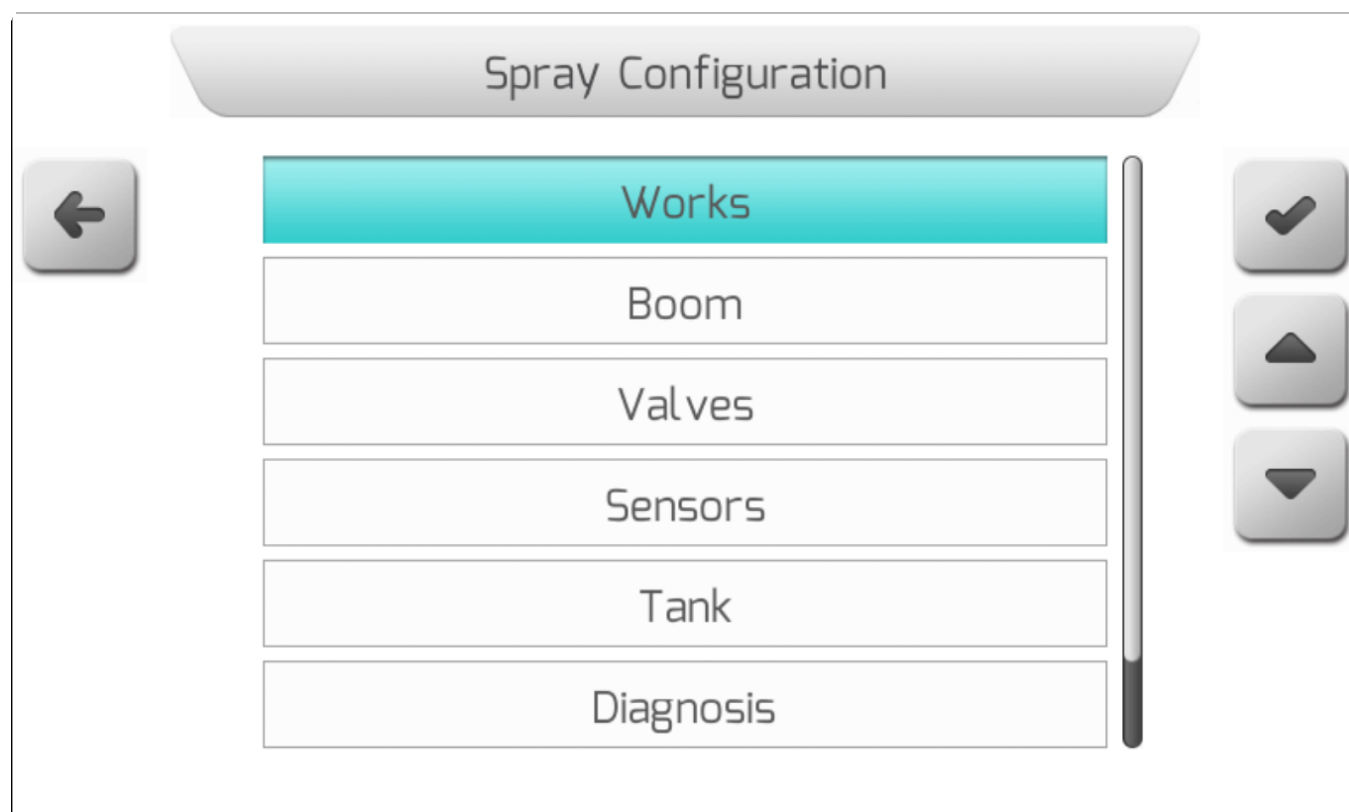 Spray Configuration
Works
Boom
Valves
Sensors
Tank
Diagnosis